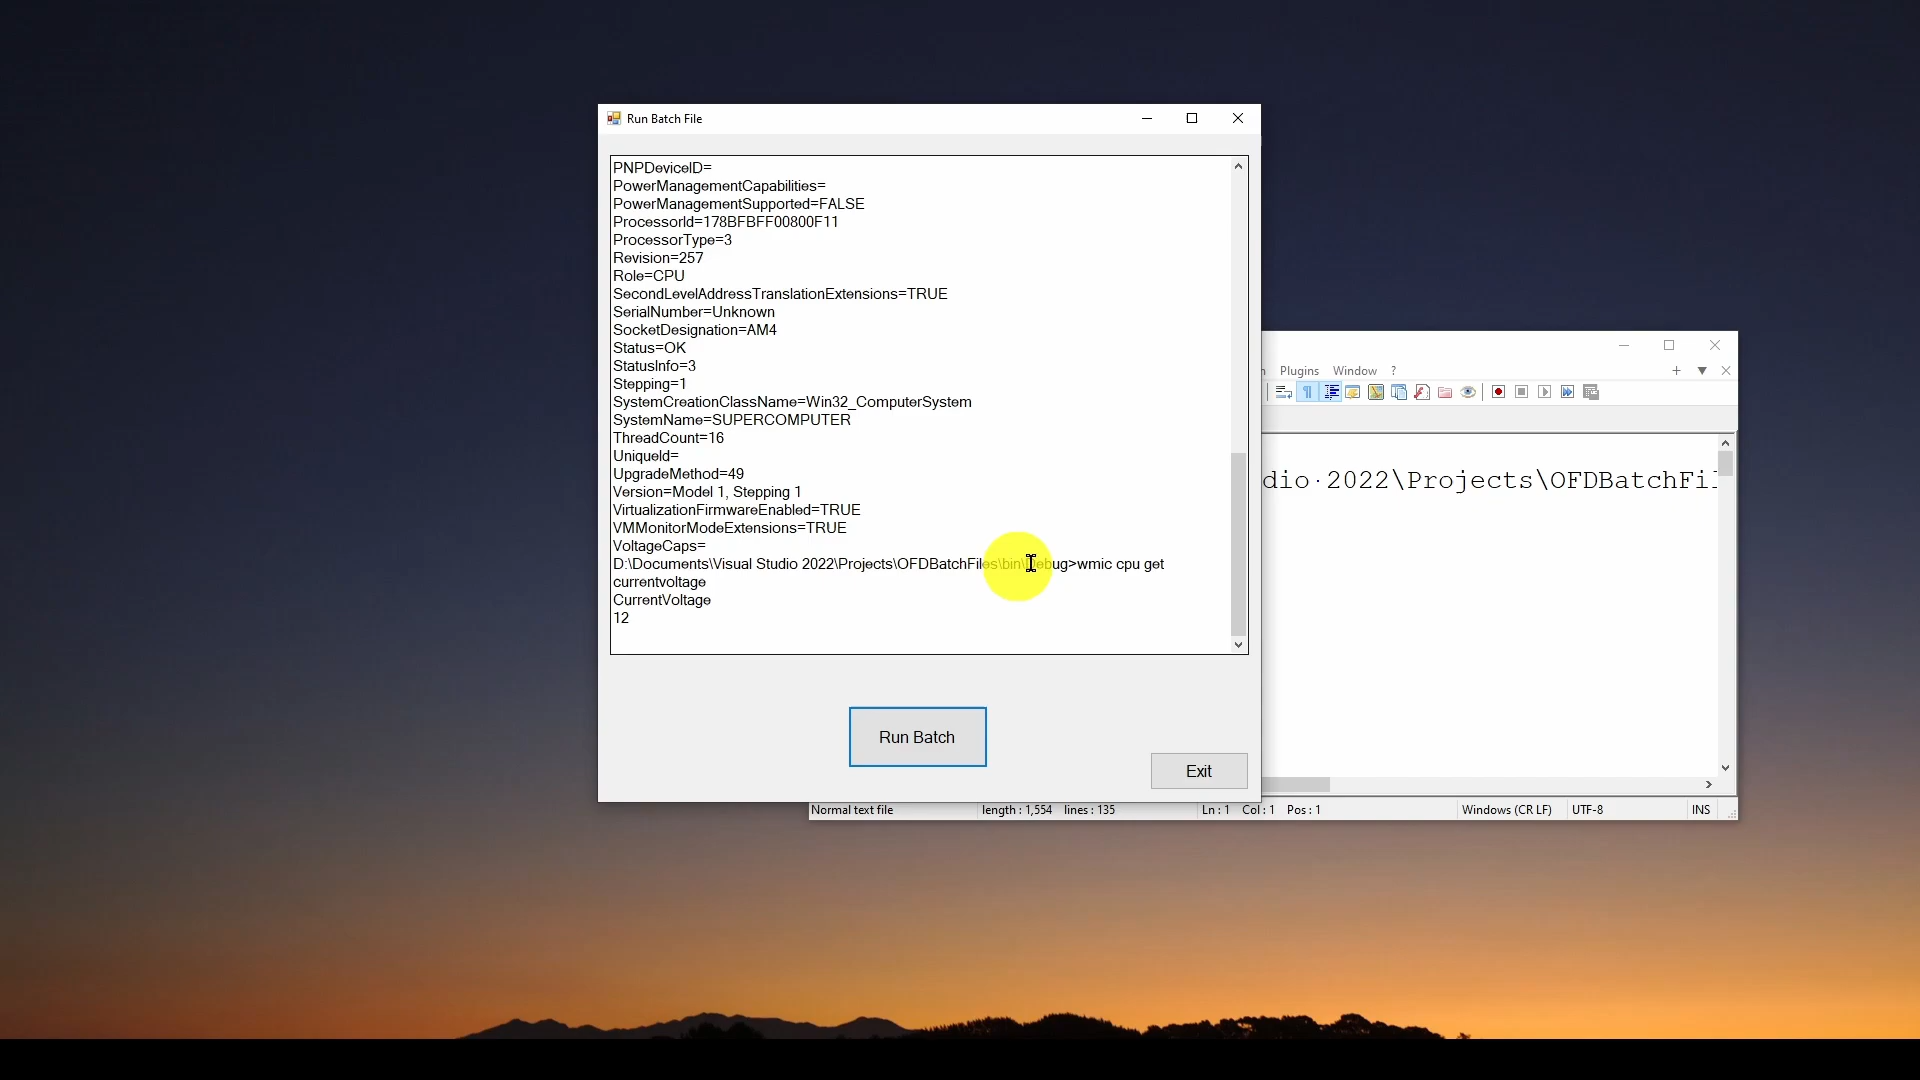 Run Batch File
PNPDeviceID=
PowerManagementCapabilities=
PowerManagementSupported=FALSE
ProcessorId=178BFBFF00800F11
ProcessorType=3
Revision=257
Role=CPU
SecondLevelAddressTranslationExtensions=TRUE
SerialNumber=Unknown
SocketDesignation=AM4
Status=OK
StatusInfo=3
Stepping=1
SystemCreationClassName=Win32_ComputerSystem
SystemName=SUPERCOMPUTER
ThreadCount=16
UniqueId=
UpgradeMethod=49
Version=Model 1, Stepping 1
VirtualizationFirmwareEnabled=TRUE
VMMonitorModeExtensions=TRUE
VoltageCaps=
D:\Documents\Visual Studio 2022\Projects\OFDBatchFiles\bin\Debug>wmic cpu get
currentvoltage
CurrentVoltage
12
Run Batch
Exit
Plugins Window ?
dio·2022\Projects\OFDBatchFil
Normal text file length : 1,554 lines : 135 Ln : 1 Col : 1 Pos : 1 Windows (CR LF) UTF-8 INS